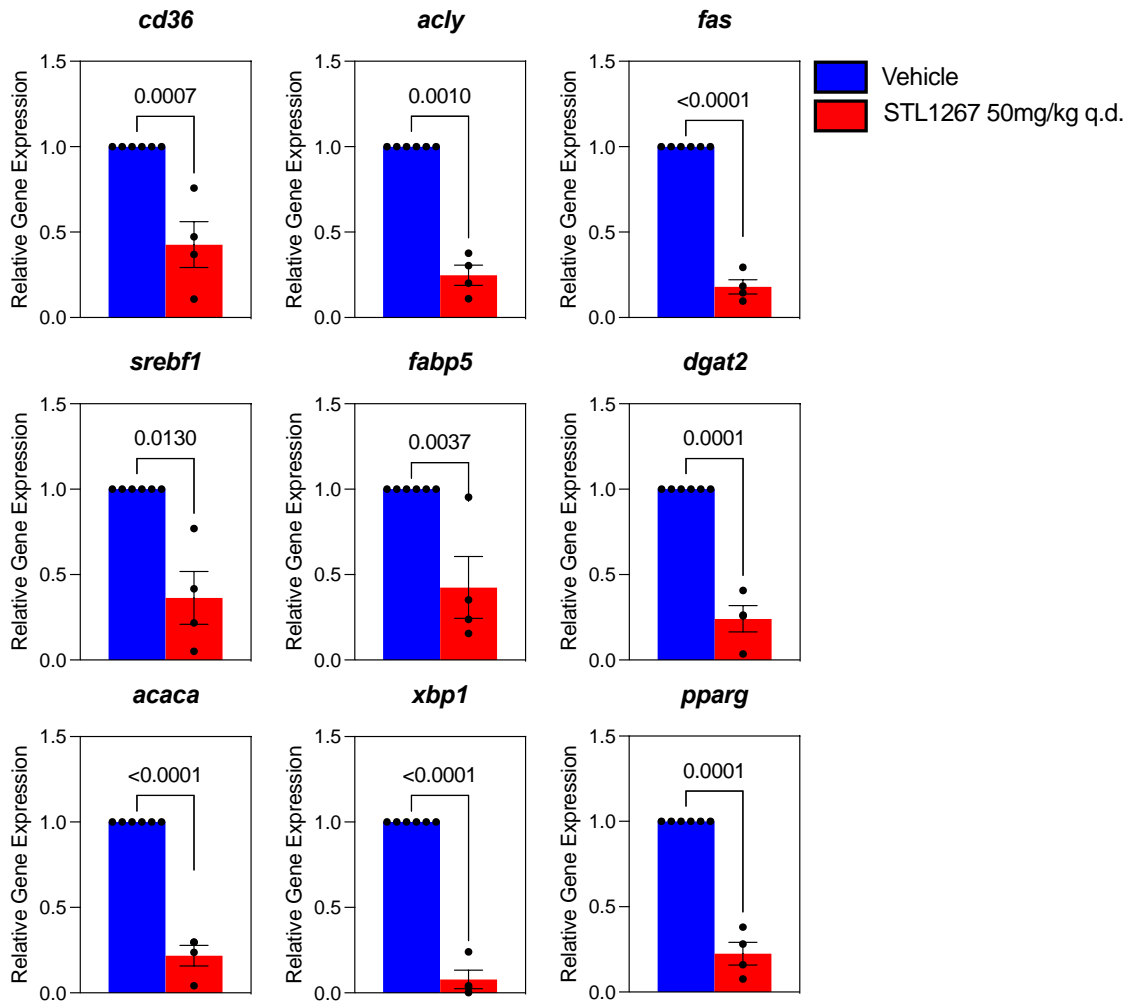 cd36
acly
fas
Relative Gene Expression
1.5
1.0
0.5
0.0
0.0007
Relative Gene Expression
1.5
1.0
0.5
0.0
0.0010
Relative Gene Expression
1.5
1.0
0.5
0.0
<0.0001
Vehicle
STL1267 50mg/kg q.d.
srebf1
fabp5
dgat2
Relative Gene Expression
1.5
1.0
0.5
0.0
0.0130
Relative Gene Expression
1.5
1.0
0.5
0.0
0.0037
Relative Gene Expression
1.5
1.0
0.5
0.0
0.0001
acaca
xbp1
pparg
Relative Gene Expression
1.5
1.0
0.5
0.0
<0.0001
Relative Gene Expression
1.5
1.0
0.5
0.0
<0.0001
Relative Gene Expression
1.5
1.0
0.5
0.0
0.0001